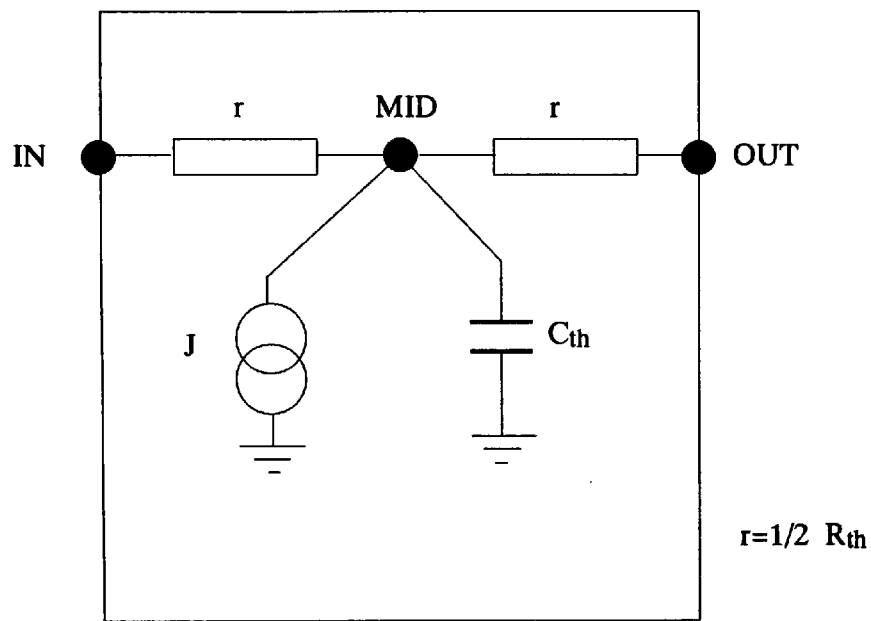 r
MID
r
IN
OUT
J
Cth
r=1/2 Rth